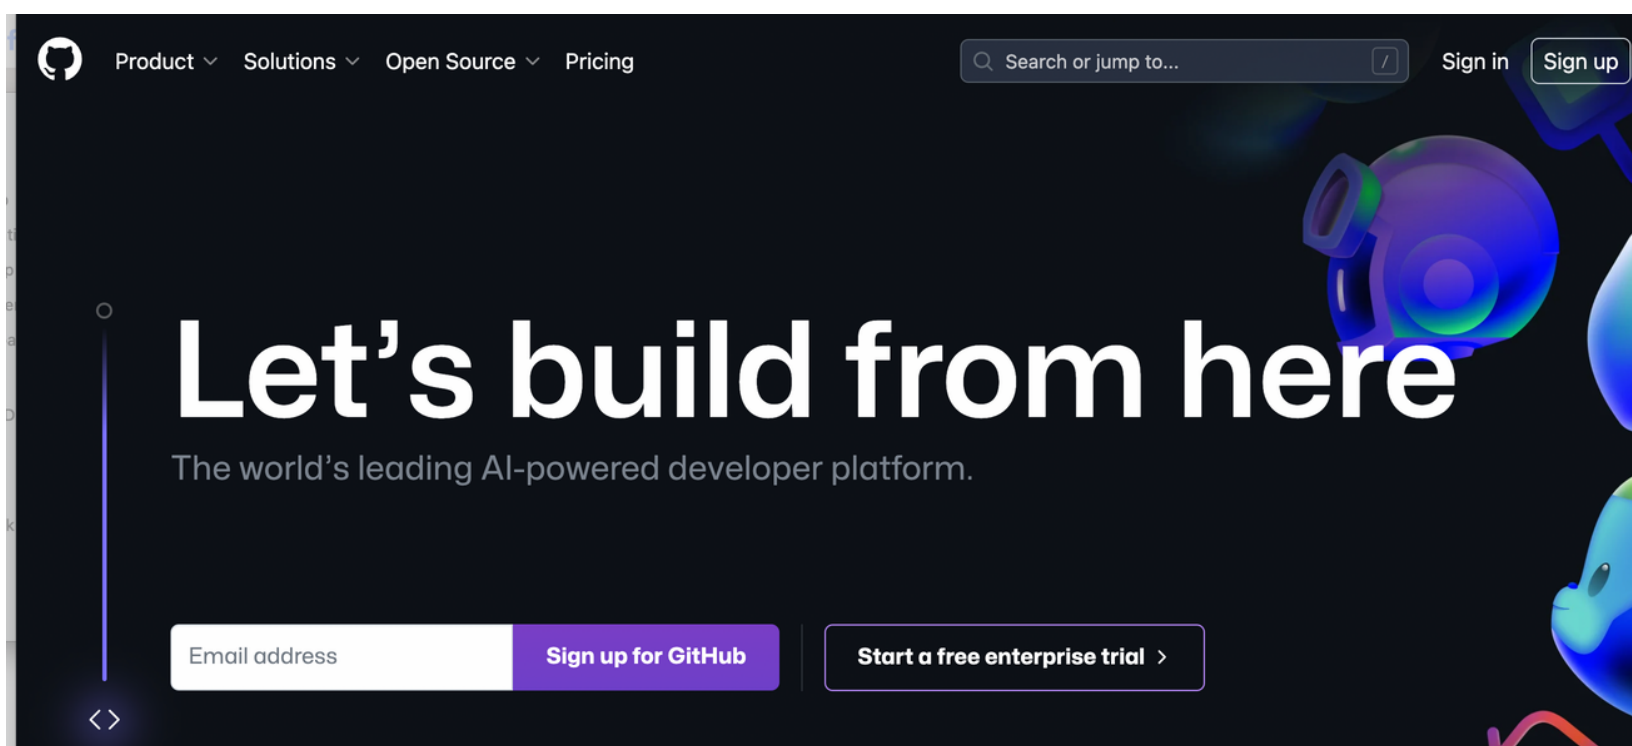 Product Solutions Open Source Pricing Search or jump to... / Sign in Sign up
Let’s build from here
The world’s leading AI-powered developer platform.
Email address Sign up for GitHub Start a free enterprise trial